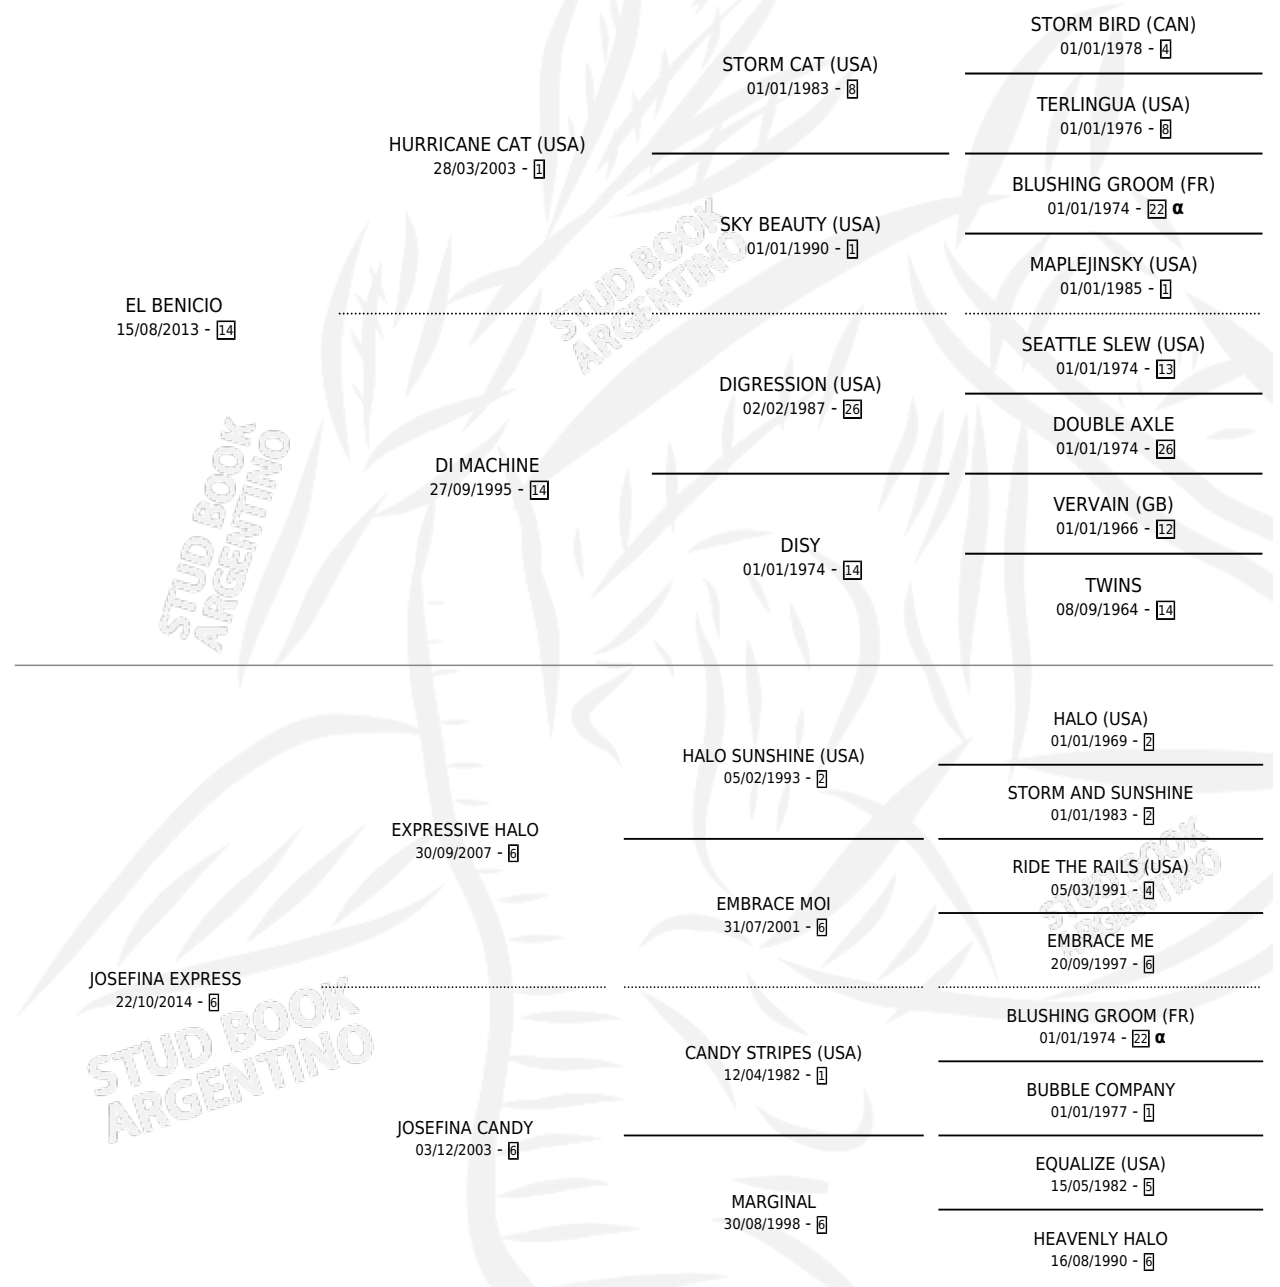 STORM BIRD (CAN)
01/01/1978 - 4
STORM CAT (USA)
01/01/1983 - 8
TERLINGUA (USA)
01/01/1976 - 8
HURRICANE CAT (USA)
28/03/2003 - 1
BLUSHING GROOM (FR)
01/01/1974 - 22 α
SKY BEAUTY (USA)
01/01/1990 - 1
MAPLEJINSKY (USA)
01/01/1985 - 1
EL BENICIO
15/08/2013 - 14
STUD BOOK
ARGENTINO
SEATTLE SLEW (USA)
01/01/1974 - 13
DIGRESSION (USA)
02/02/1987 - 26
DOUBLE AXLE
01/01/1974 - 26
DI MACHINE
27/09/1995 - 14
VERVAIN (GB)
01/01/1966 - 12
DISY
01/01/1974 - 14
TWINS
08/09/1964 - 14
STUD BOOK
ARGENTINO
HALO (USA)
01/01/1969 - 2
HALO SUNSHINE (USA)
05/02/1993 - 2
STORM AND SUNSHINE
01/01/1983 - 2
EXPRESSIVE HALO
30/09/2007 - 6
RIDE THE RAILS (USA)
05/03/1991 - 4
EMBRACE MOI
31/07/2001 - 6
STUD BOOK
ARGENTINO
EMBRACE ME
20/09/1997 - 6
JOSEFINA EXPRESS
22/10/2014 - 6
STUD BOOK
ARGENTINO
BLUSHING GROOM (FR)
01/01/1974 - 22 α
CANDY STRIPES (USA)
12/04/1982 - 1
BUBBLE COMPANY
01/01/1977 - 1
JOSEFINA CANDY
03/12/2003 - 6
EQUALIZE (USA)
15/05/1982 - 5
MARGINAL
30/08/1998 - 6
HEAVENLY HALO
16/08/1990 - 6